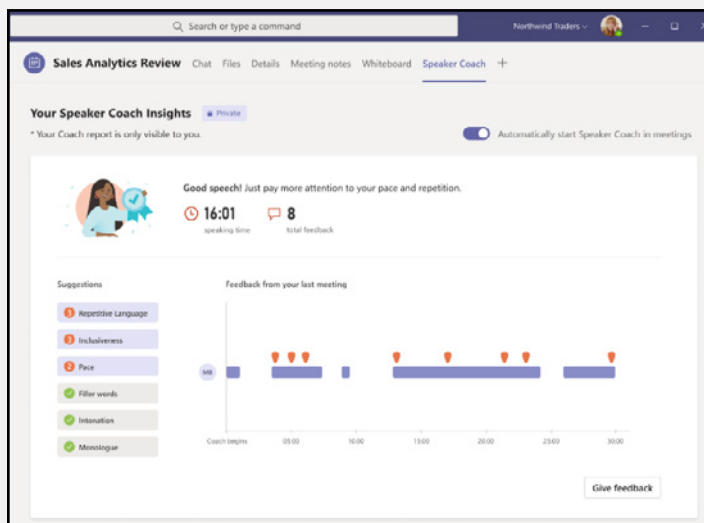 Search or type a command
Northwind Traders
Sales Analytics Review Chat Files Details Meeting notes Whiteboard Speaker Coach +
Your Speaker Coach Insights Private
* Your Coach report is only visible to you.
Automatically start Speaker Coach in meetings
Good speech! Just pay more attention to your pace and repetition.
16:01 8
speaking time total feedback
Suggestions
Feedback from your last meeting
3 Repetitive Language
3 Inclusiveness
2 Pace
MB
Filler words
Intonation
Monologue
Coach begins 05:00 10:00 15:00 20:00 25:00 30:00
Give feedback